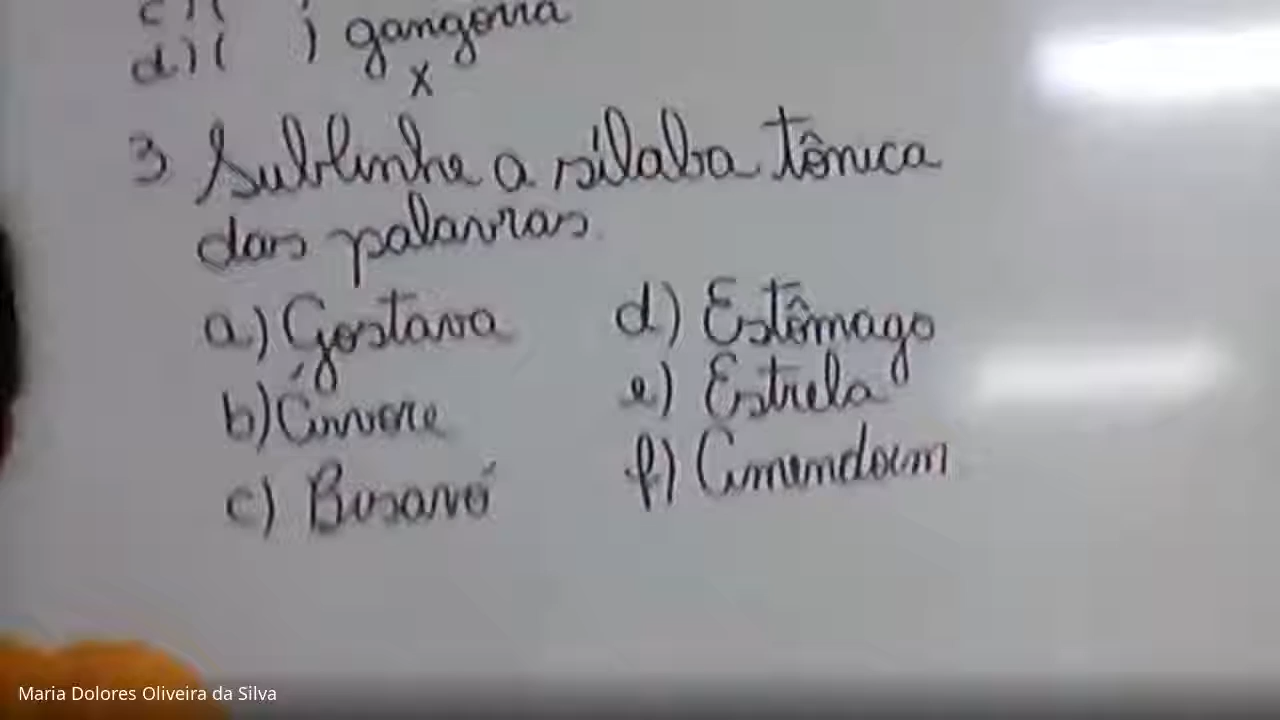 c) (
d) (    ) gangorra
x
3 Sublinhe a sílaba tônica
das palavras.
a) Gostava
b) Árvore
c) Bisavó
d) Estômago
e) Estrela
f) Amendoim
Maria Dolores Oliveira da Silva